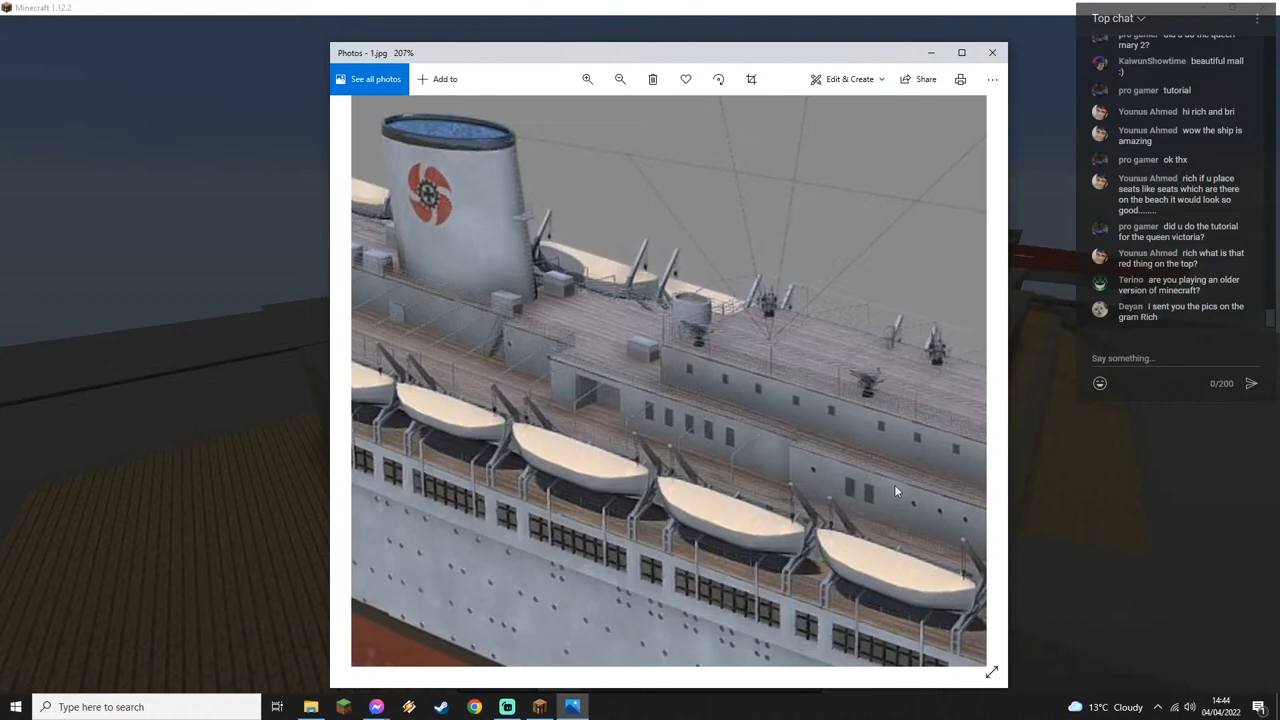 Minecraft 1.12.2
Photos - 1.jpg 207%
See all photos
Add to
Edit & Create
Share
Top chat
pro gamer did u do the queen
mary 2?
KaiwunShowtime beautiful mall
:)
pro gamer tutorial
Younus Ahmed hi rich and bri
Younus Ahmed wow the ship is
amazing
pro gamer ok thx
Younus Ahmed rich if u place
seats like seats which are there
on the beach it would look so
good........
pro gamer did u do the tutorial
for the queen victoria?
Younus Ahmed rich what is that
red thing on the top?
Terino are you playing an older
version of minecraft?
Deyan I sent you the pics on the
gram Rich
Say something...
0/200
Type here to search
13°C Cloudy
14:44
04/04/2022
1